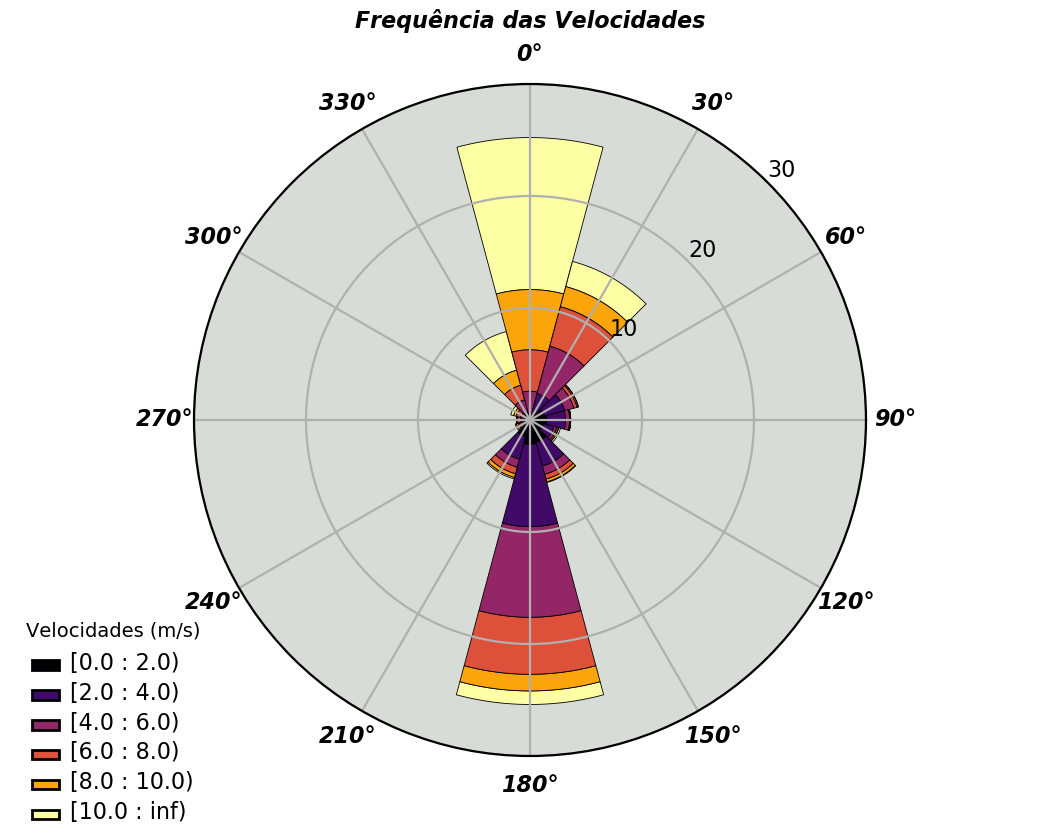 Frequência das Velocidades
0°
330°
30°
30
300°
60°
20
10
270°
90°
240°
120°
210°
150°
180°
Velocidades (m/s)
[0.0 : 2.0)
[2.0 : 4.0)
[4.0 : 6.0)
[6.0 : 8.0)
[8.0 : 10.0)
[10.0 : inf)